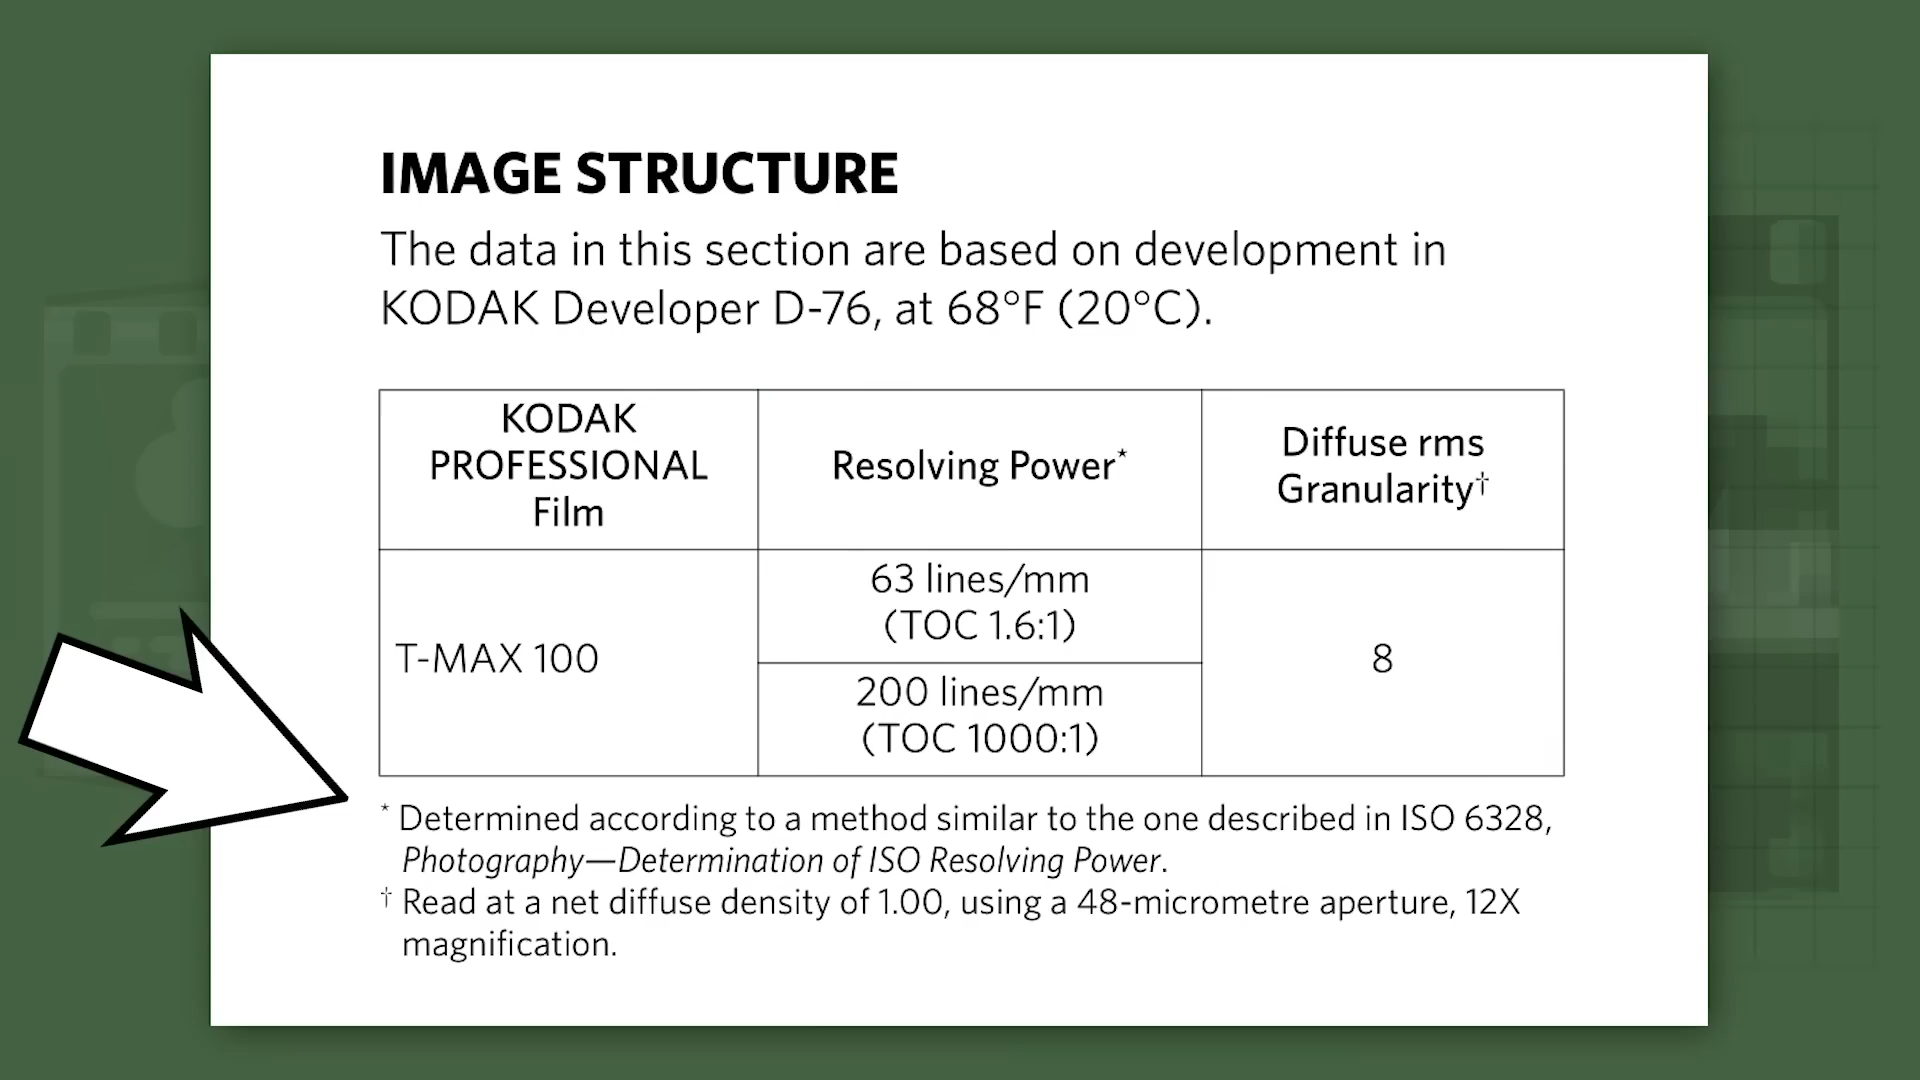 IMAGE STRUCTURE
The data in this section are based on development in
KODAK Developer D-76, at 68°F (20°C).
KODAK
PROFESSIONAL
Film
Resolving Power*
Diffuse rms
Granularity†
T-MAX 100
63 lines/mm
(TOC 1.6:1)
200 lines/mm
(TOC 1000:1)
8
* Determined according to a method similar to the one described in ISO 6328,
Photography—Determination of ISO Resolving Power.
† Read at a net diffuse density of 1.00, using a 48-micrometre aperture, 12X
magnification.